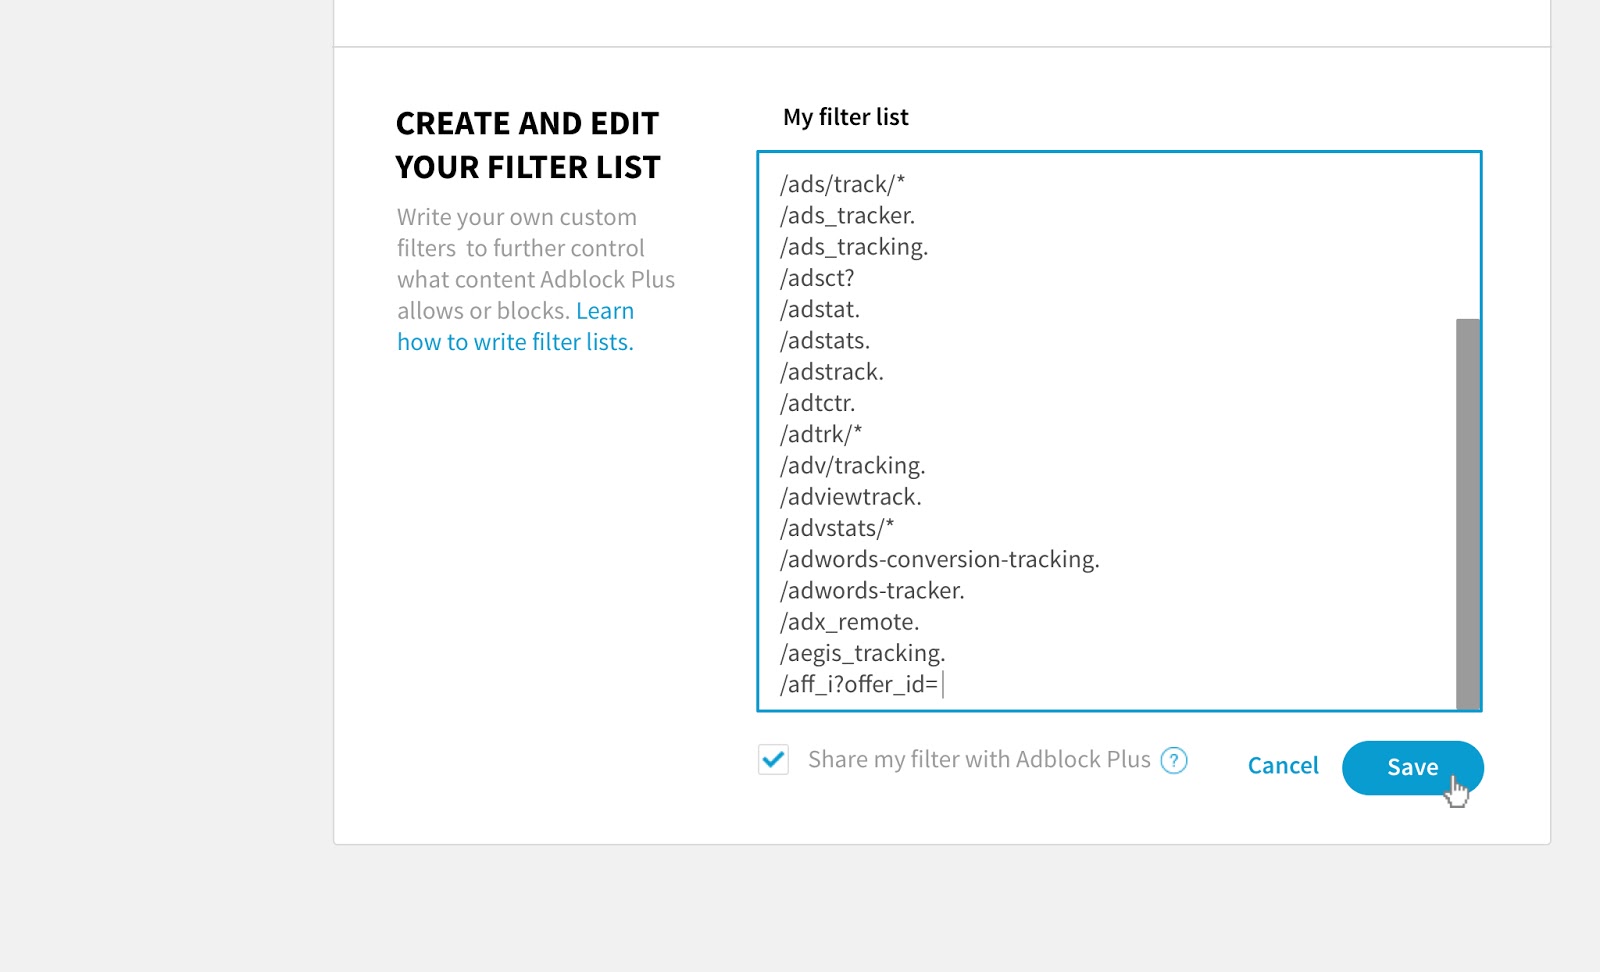 CREATE AND EDIT
YOUR FILTER LIST
Write your own custom
filters  to further control
what content Adblock Plus
allows or blocks. Learn
how to write filter lists.
My filter list
/ads/track/*
/ads_tracker.
/ads_tracking.
/adsct?
/adstat.
/adstats.
/adstrack.
/adtctr.
/adtrk/*
/adv/tracking.
/adviewtrack.
/advstats/*
/adwords-conversion-tracking.
/adwords-tracker.
/adx_remote.
/aegis_tracking.
/aff_i?offer_id=
Share my filter with Adblock Plus ?
Cancel
Save